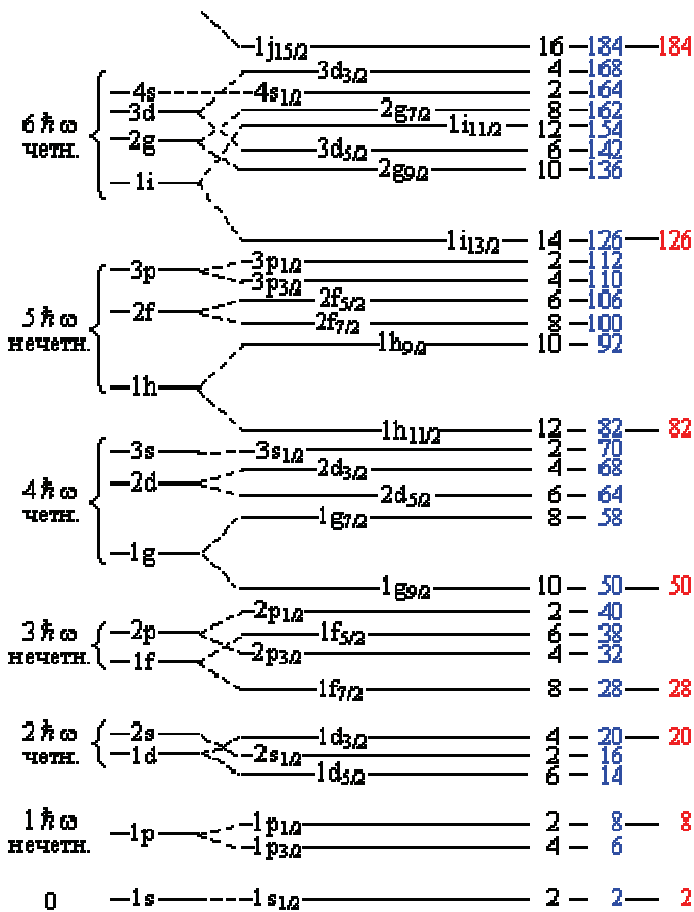 1j15/2 16 184 184
3d3/2 4 168
4s 4s1/2 2 164
3d 2g7/2 8 162
6ħω 1i11/2 12 154
четн. 2g 3d5/2 6 142
2g9/2 10 136
1i
1i13/2 14 126 126
3p 3p1/2 2 112
3p3/2 4 110
2f 2f5/2 6 106
5ħω 2f7/2 8 100
нечетн. 1h9/2 10 92
1h
1h11/2 12 82 82
3s 3s1/2 2 70
2d 2d3/2 4 68
4ħω 2d5/2 6 64
четн. 1g7/2 8 58
1g
1g9/2 10 50 50
2p1/2 2 40
3ħω 2p 1f5/2 6 38
нечетн. 1f 2p3/2 4 32
1f7/2 8 28 28
2ħω 2s 1d3/2 4 20 20
четн. 1d 2s1/2 2 16
1d5/2 6 14
1ħω 1p 1p1/2 2 8 8
нечетн. 1p3/2 4 6
0 1s 1s1/2 2 2 2